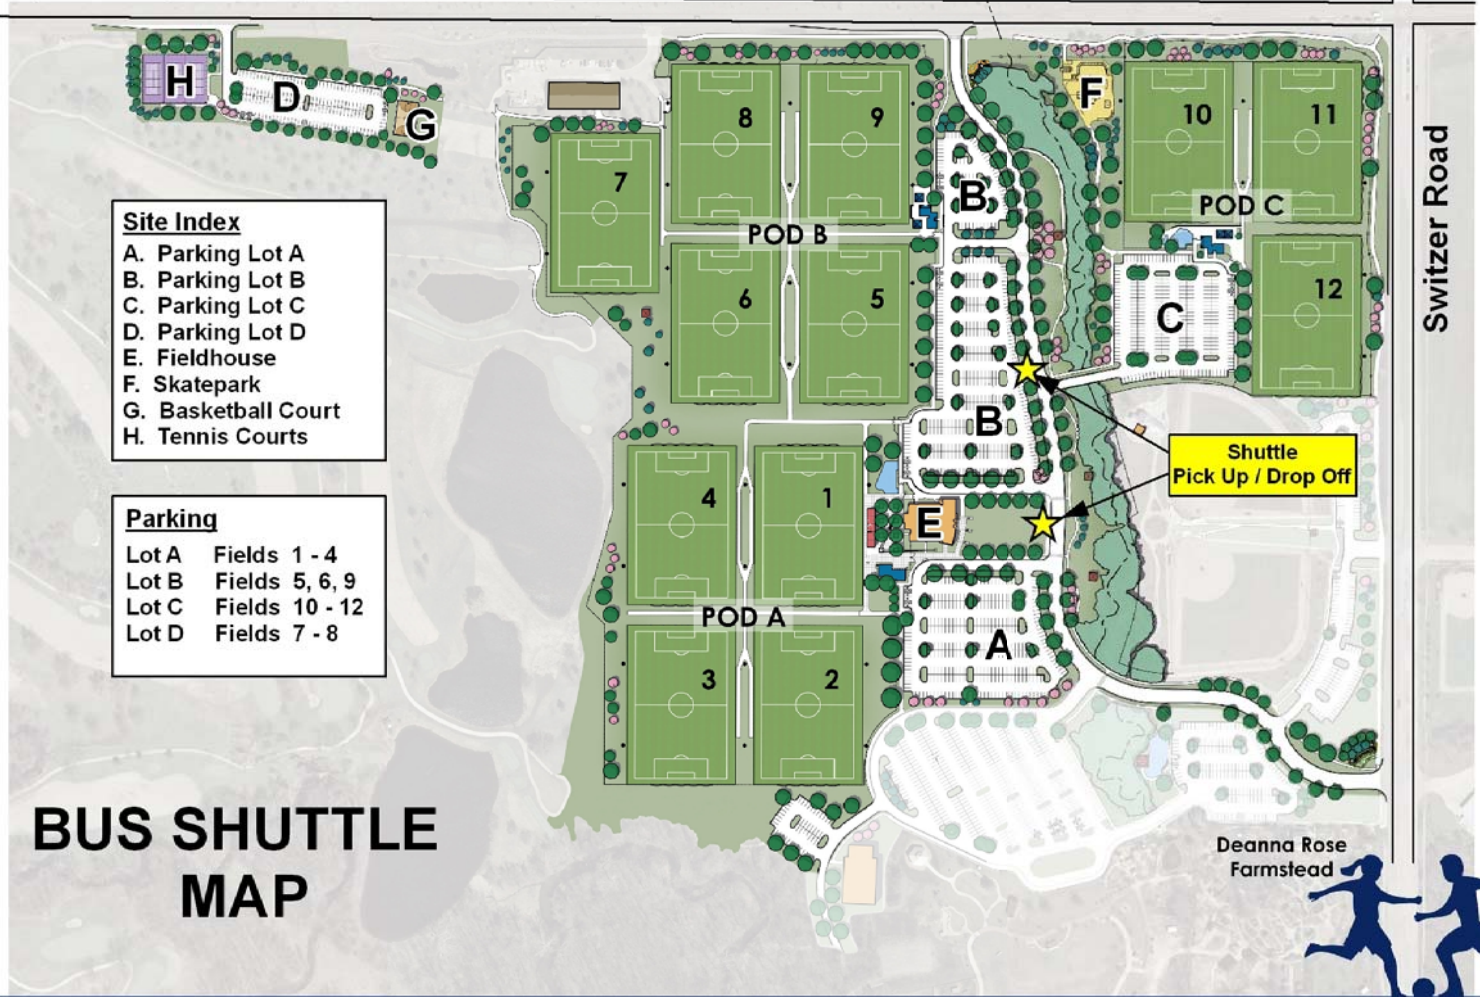 H
D
G
8
9
F
10
11
7
B
POD C
POD B
Switzer Road
Site Index
A. Parking Lot A
B. Parking Lot B
C. Parking Lot C
D. Parking Lot D
E. Fieldhouse
F. Skatepark
G. Basketball Court
H. Tennis Courts
6
5
C
12
B
Shuttle
Pick Up / Drop Off
Parking
Lot A Fields 1 - 4
Lot B Fields 5, 6, 9
Lot C Fields 10 - 12
Lot D Fields 7 - 8
4
1
E
POD A
A
3
2
BUS SHUTTLE
MAP
Deanna Rose
Farmstead